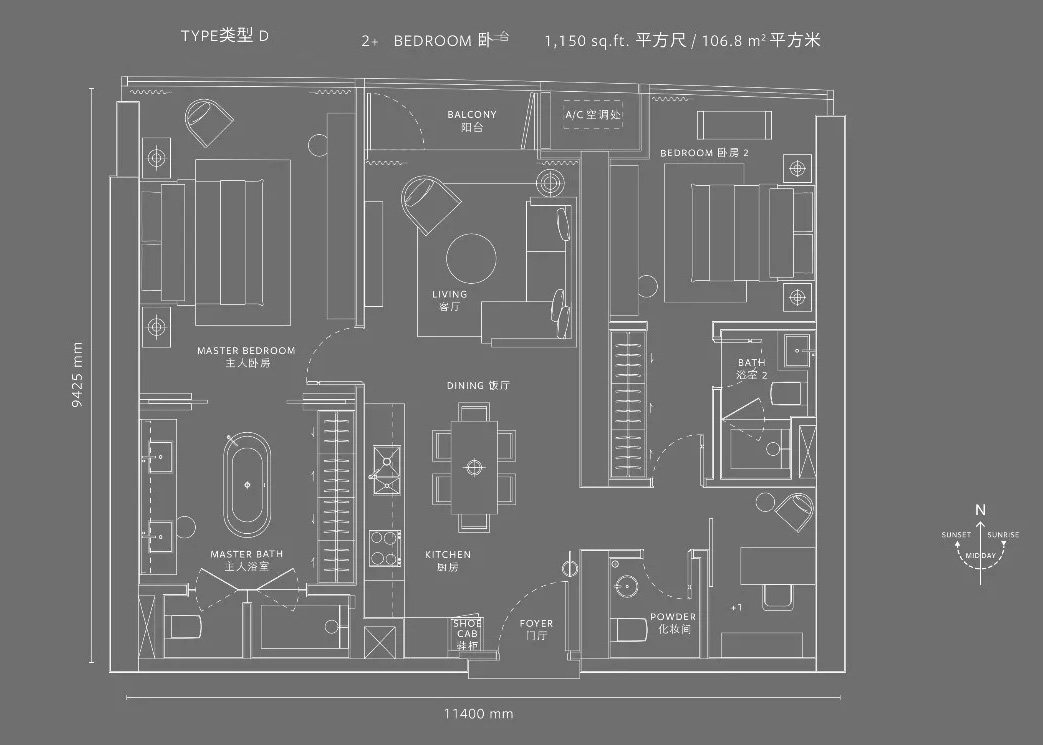 TYPE类型 D
2+ BEDROOM 卧台
1,150 sq.ft. 平方尺 / 106.8 m² 平方米
BALCONY
阳台
A/C 空调处
BEDROOM 卧房 2
LIVING
客厅
MASTER BEDROOM
主人卧房
BATH
浴室 2
9425 mm
DINING 饭厅
N
SUNSET
SUNRISE
MIDDAY
MASTER BATH
主人浴室
KITCHEN
厨房
+1
SHOE
CAB
鞋柜
FOYER
门厅
POWDER
化妆间
11400 mm